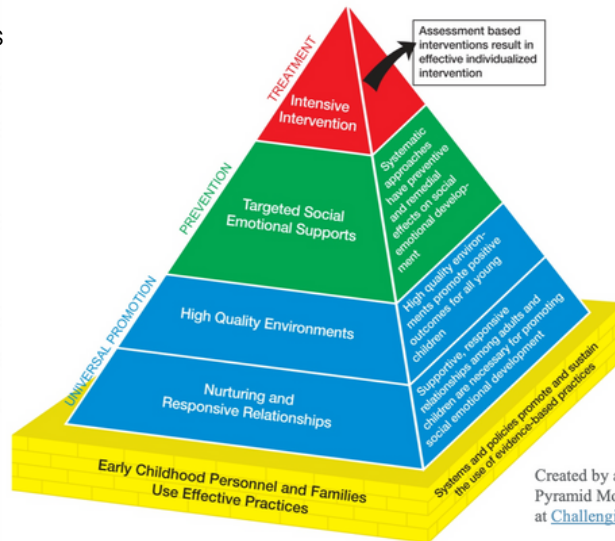 s
Assessment based
interventions result in
effective individualized
intervention
TREATMENT
Intensive
Intervention
PREVENTION
Targeted Social
Emotional Supports
Systematic
approaches
have preventive
and remedial
effects on social
emotional develop-
ment
UNIVERSAL PROMOTION
High Quality Environments
High quality environ-
ments promote positive
outcomes for all young
children
Nurturing and
Responsive Relationships
Supportive, responsive
relationships among adults and
children are necessary for promoting
social emotional development
Early Childhood Personnel and Families
Use Effective Practices
Systems and policies promote and sustain
the use of evidence-based practices
Created by
Pyramid
at